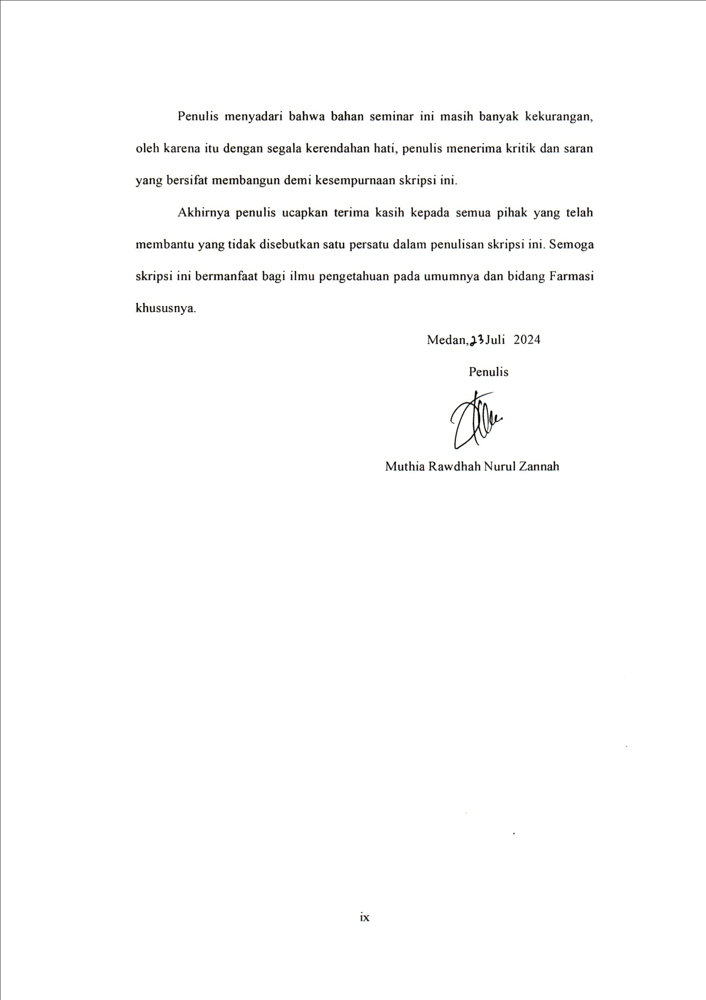 Penulis menyadari bahwa bahan seminar ini masih banyak kekurangan,
oleh karena itu dengan segala kerendahan hati, penulis menerima kritik dan saran
yang bersifat membangun demi kesempurnaan skripsi ini.
Akhirnya penulis ucapkan terima kasih kepada semua pihak yang telah
membantu yang tidak disebutkan satu persatu dalam penulisan skripsi ini. Semoga
skripsi ini bermanfaat bagi ilmu pengetahuan pada umumnya dan bidang Farmasi
khususnya.
Medan,23 Juli 2024
Penulis
Muthia Rawdhah Nurul Zannah
ix